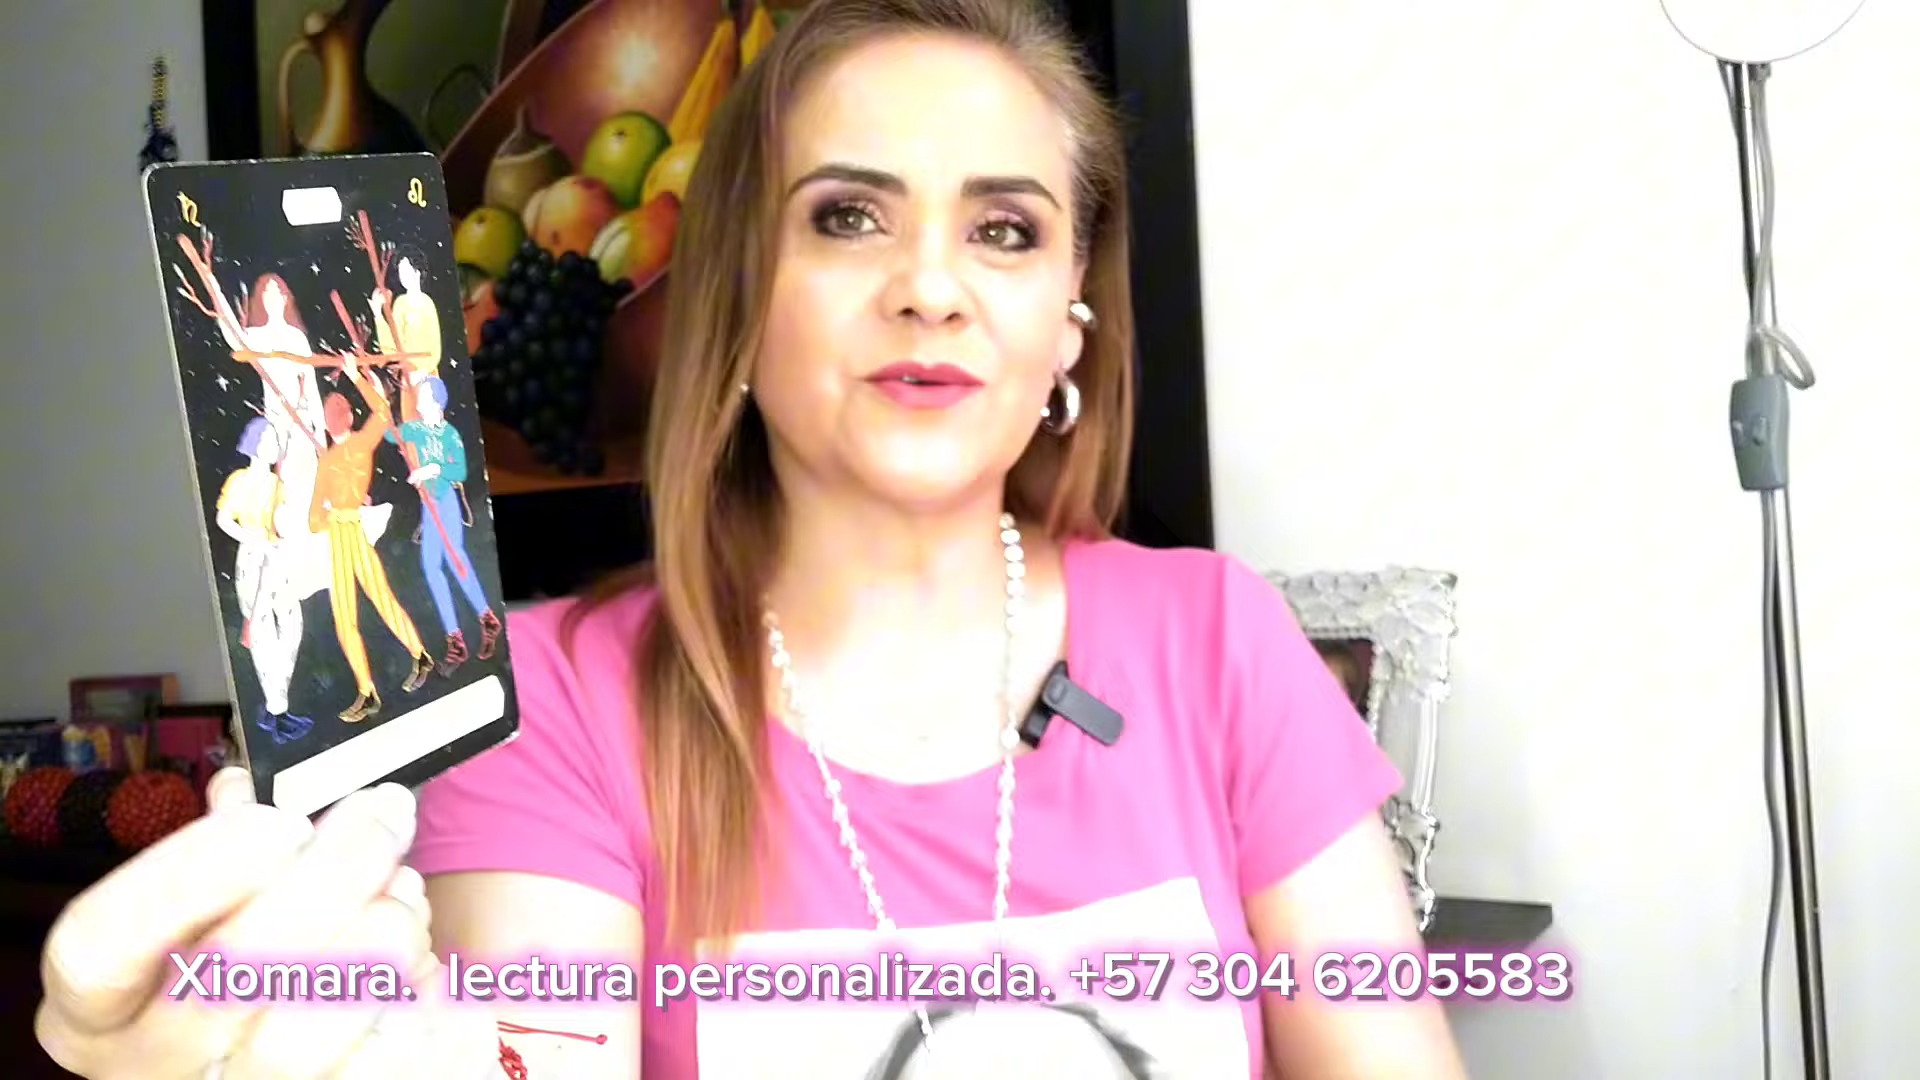 ♄ ♌
Xiomara. lectura personalizada. +57 304 6205583